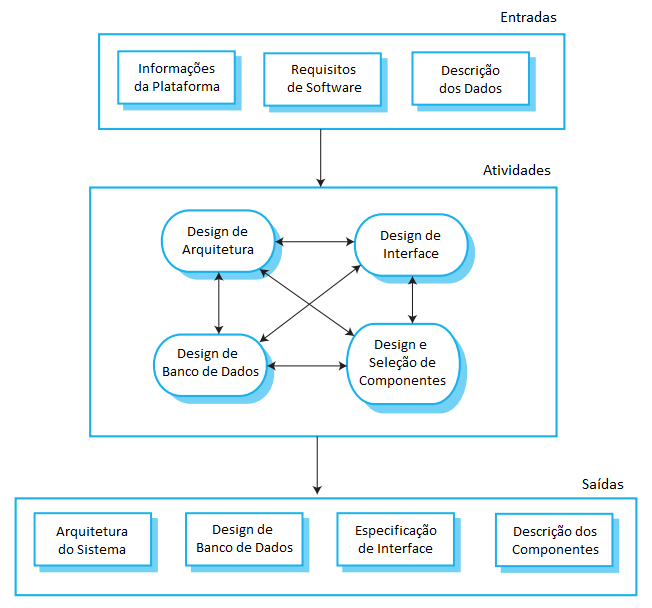 Entradas
Informações
da Plataforma
Requisitos
de Software
Descrição
dos Dados
Atividades
Design de
Arquitetura
Design de
Interface
Design de
Banco de Dados
Design e
Seleção de
Componentes
Saídas
Arquitetura
do Sistema
Design de
Banco de Dados
Especificação
de Interface
Descrição dos
Componentes